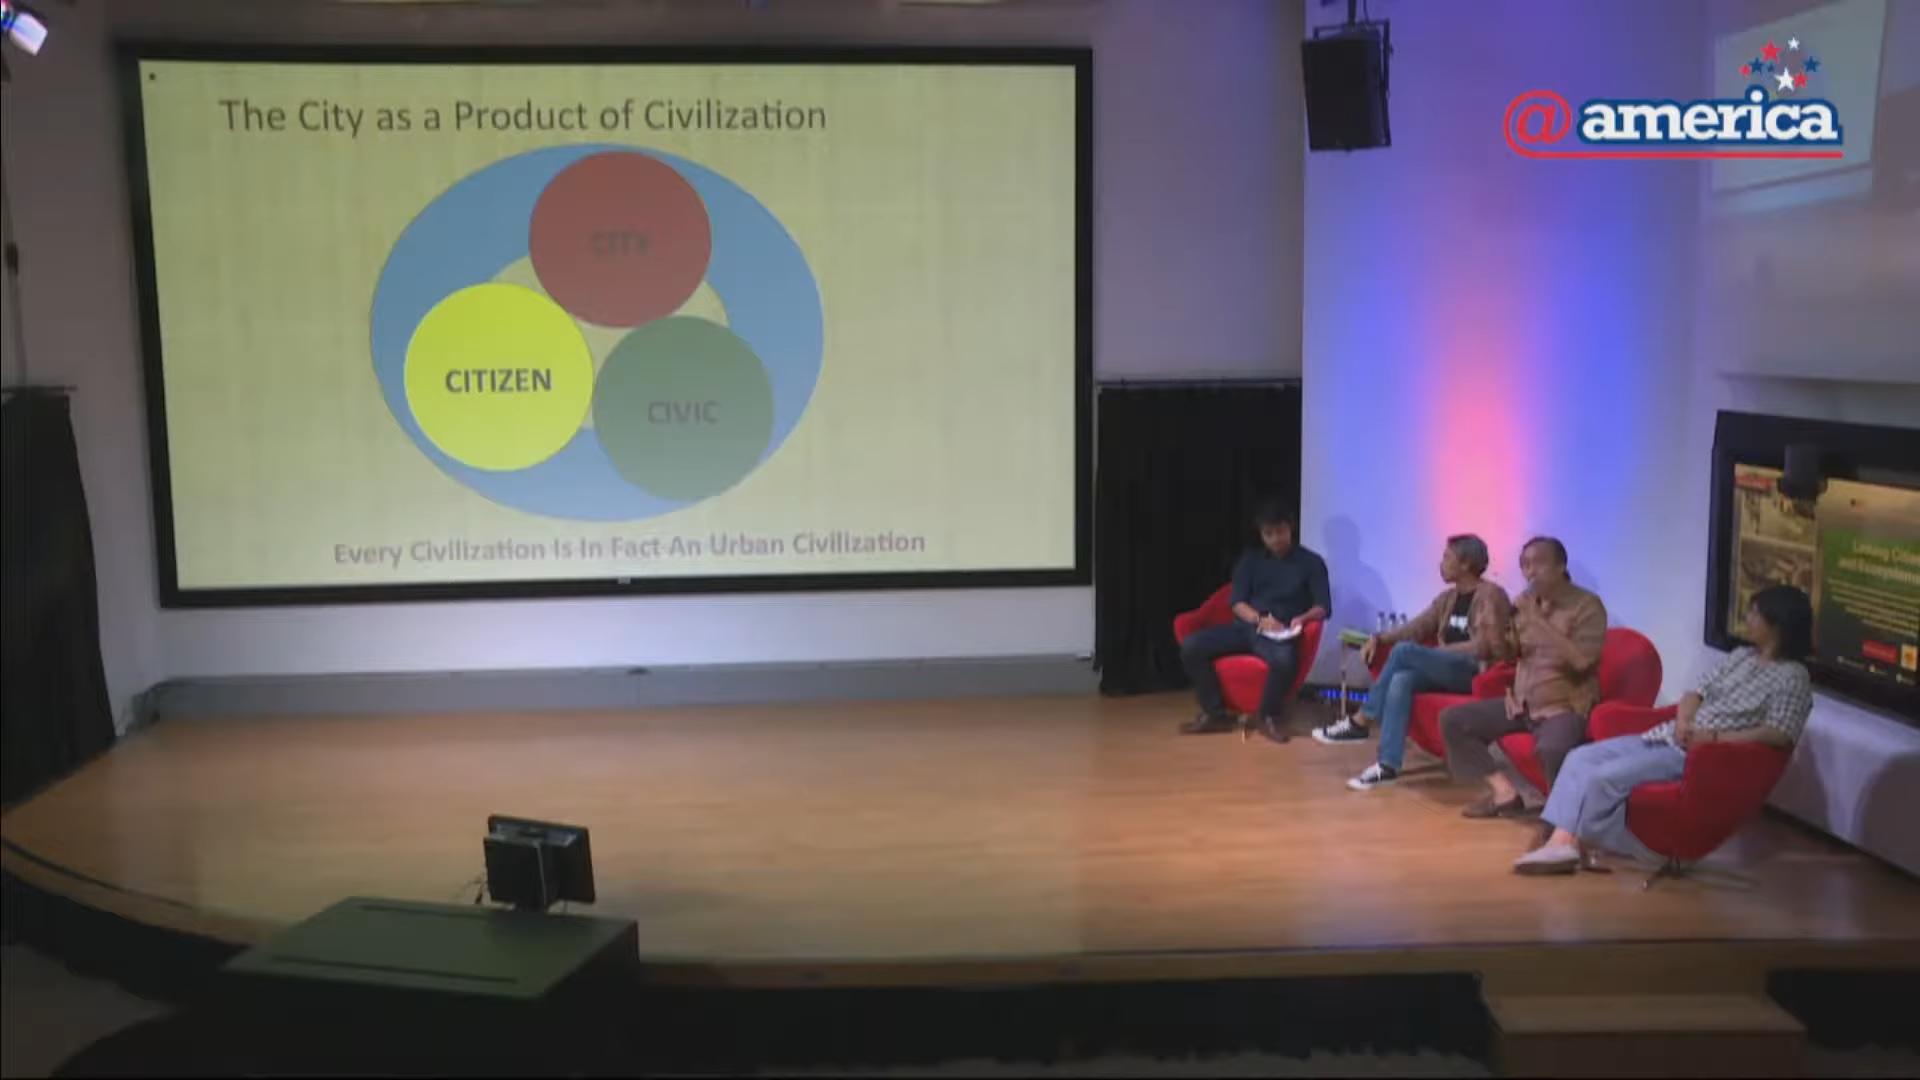 The City as a Product of Civilization
CITY
CITIZEN
CIVIC
Every Civilization Is In Fact An Urban Civilization
@america